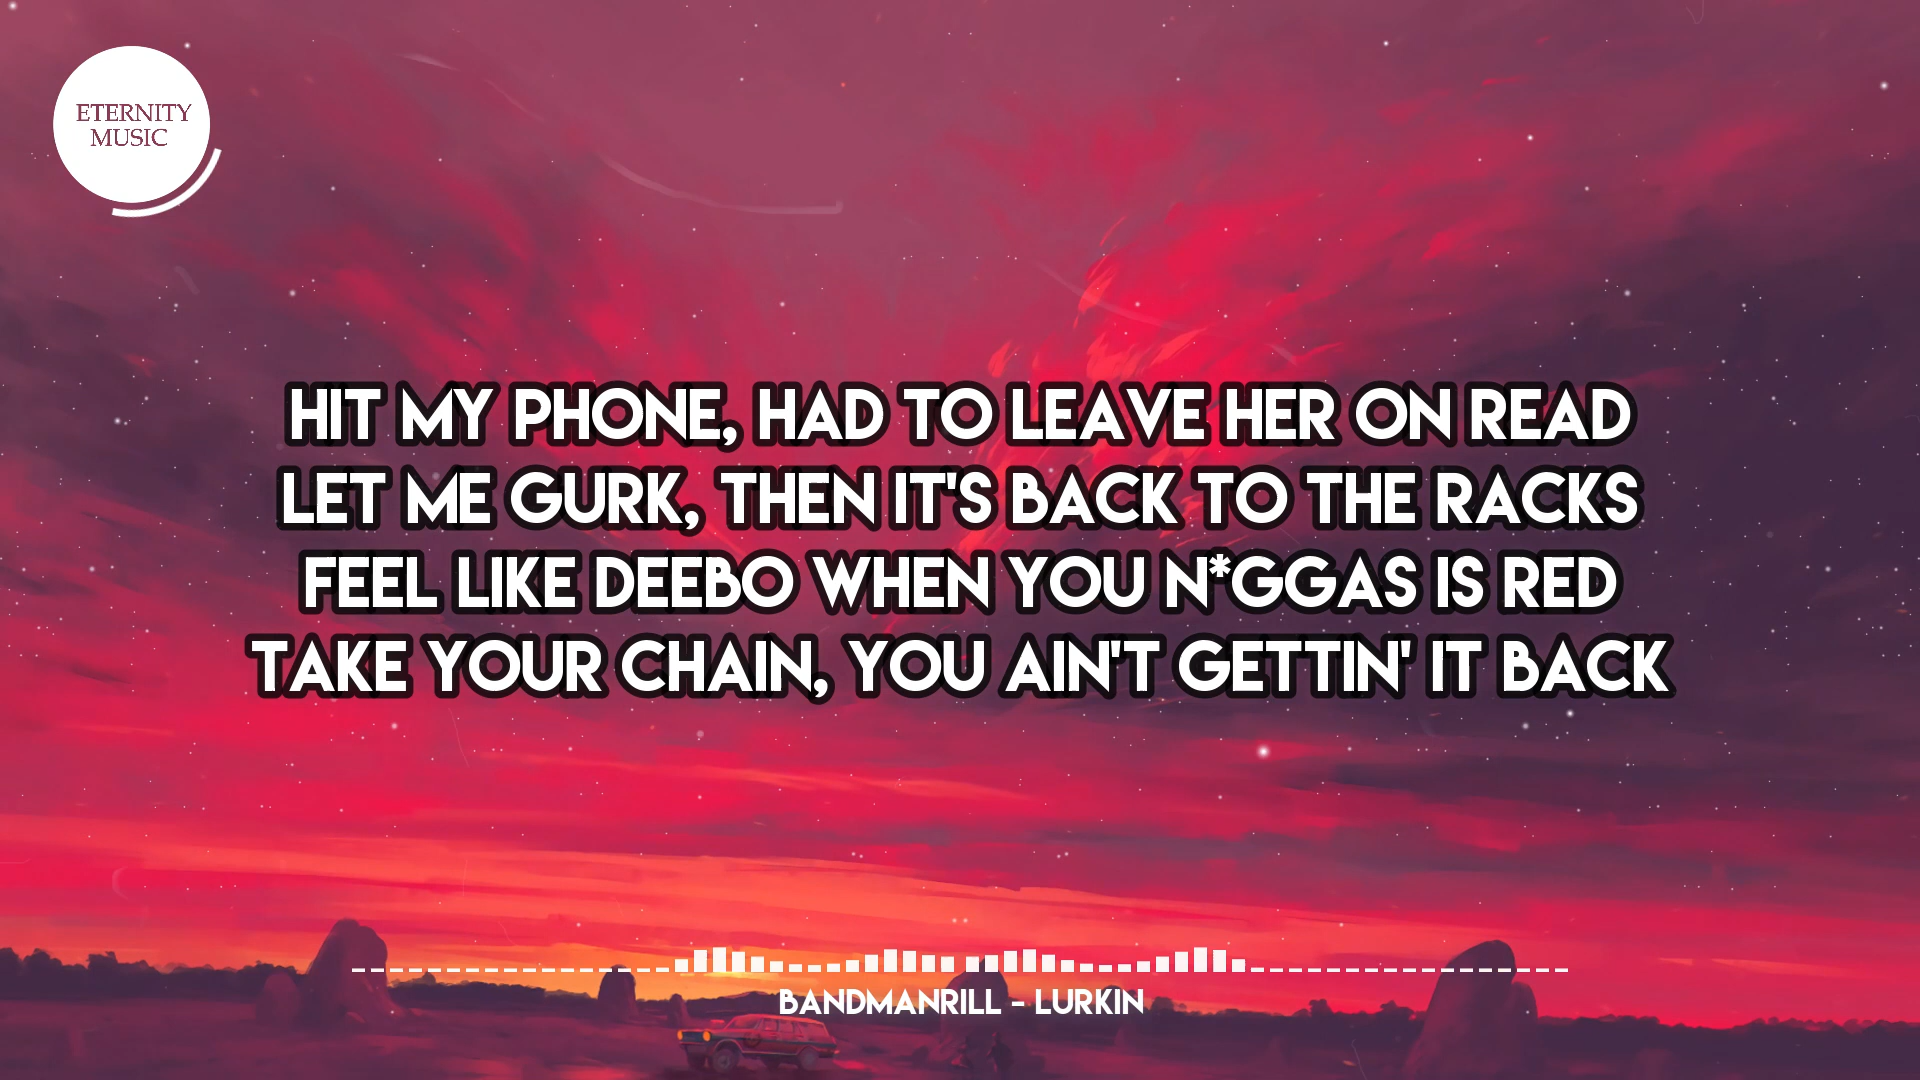 ETERNITY
MUSIC
HIT MY PHONE, HAD TO LEAVE HER ON READ
LET ME GURK, THEN IT'S BACK TO THE RACKS
FEEL LIKE DEEBO WHEN YOU N*GGAS IS RED
TAKE YOUR CHAIN, YOU AIN'T GETTIN' IT BACK
BANDMANRILL - LURKIN